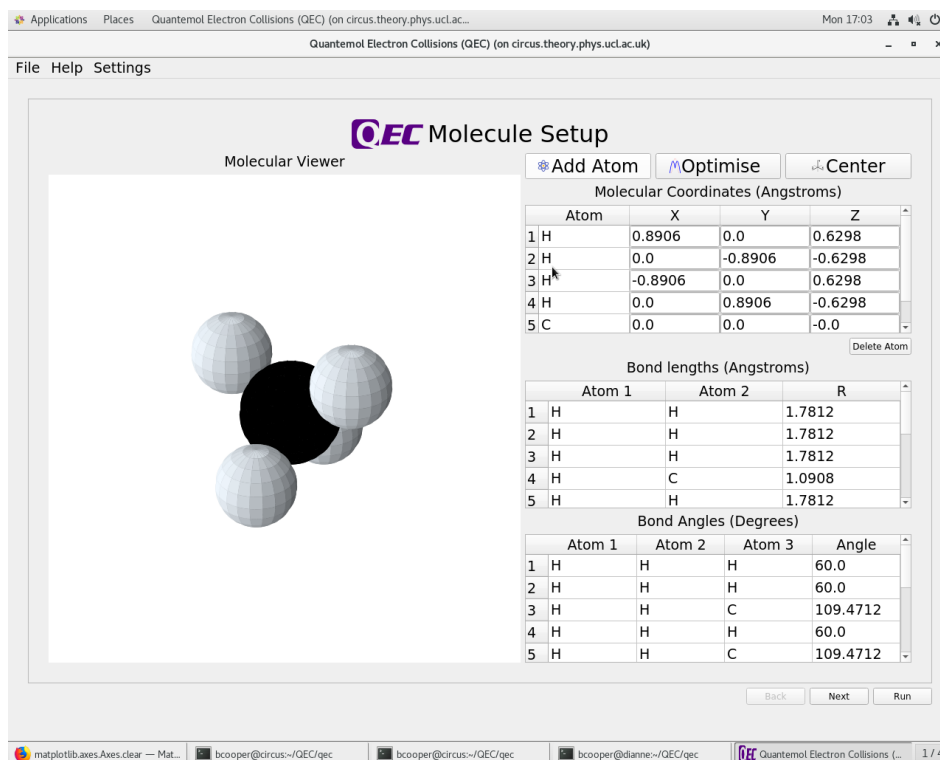 Applications Places Quantemol Electron Collisions (QEC) (on circus.theory.phys.ucl.ac... Mon 17:03
Quantemol Electron Collisions (QEC) (on circus.theory.phys.ucl.ac.uk)
File Help Settings
QEC Molecule Setup
Molecular Viewer
Add Atom Optimise Center
Molecular Coordinates (Angstroms)
Atom X Y Z
1 H 0.8906 0.0 0.6298
2 H 0.0 -0.8906 -0.6298
3 H -0.8906 0.0 0.6298
4 H 0.0 0.8906 -0.6298
5 C 0.0 0.0 -0.0
Delete Atom
Bond lengths (Angstroms)
Atom 1 Atom 2 R
1 H H 1.7812
2 H H 1.7812
3 H H 1.7812
4 H C 1.0908
5 H H 1.7812
Bond Angles (Degrees)
Atom 1 Atom 2 Atom 3 Angle
1 H H H 60.0
2 H H H 60.0
3 H H C 109.4712
4 H H H 60.0
5 H H C 109.4712
Back Next Run
matplotlib.axes.Axes.clear — Mat... bcooper@circus:~/QEC/qec bcooper@circus:~/QEC/qec bcooper@dianne:~/QEC/qec QEC Quantemol Electron Collisions (... 1 / 4